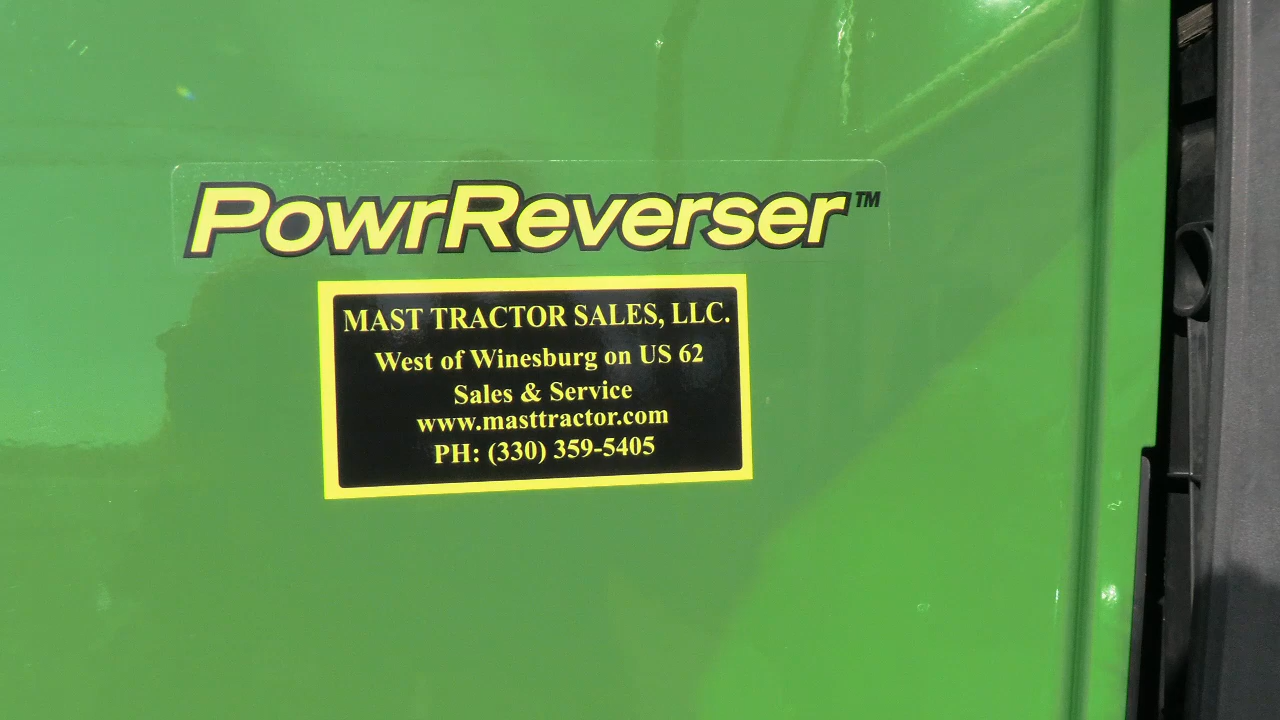 PowrReverser™
MAST TRACTOR SALES, LLC.
West of Winesburg on US 62
Sales & Service
www.masttractor.com
PH: (330) 359-5405